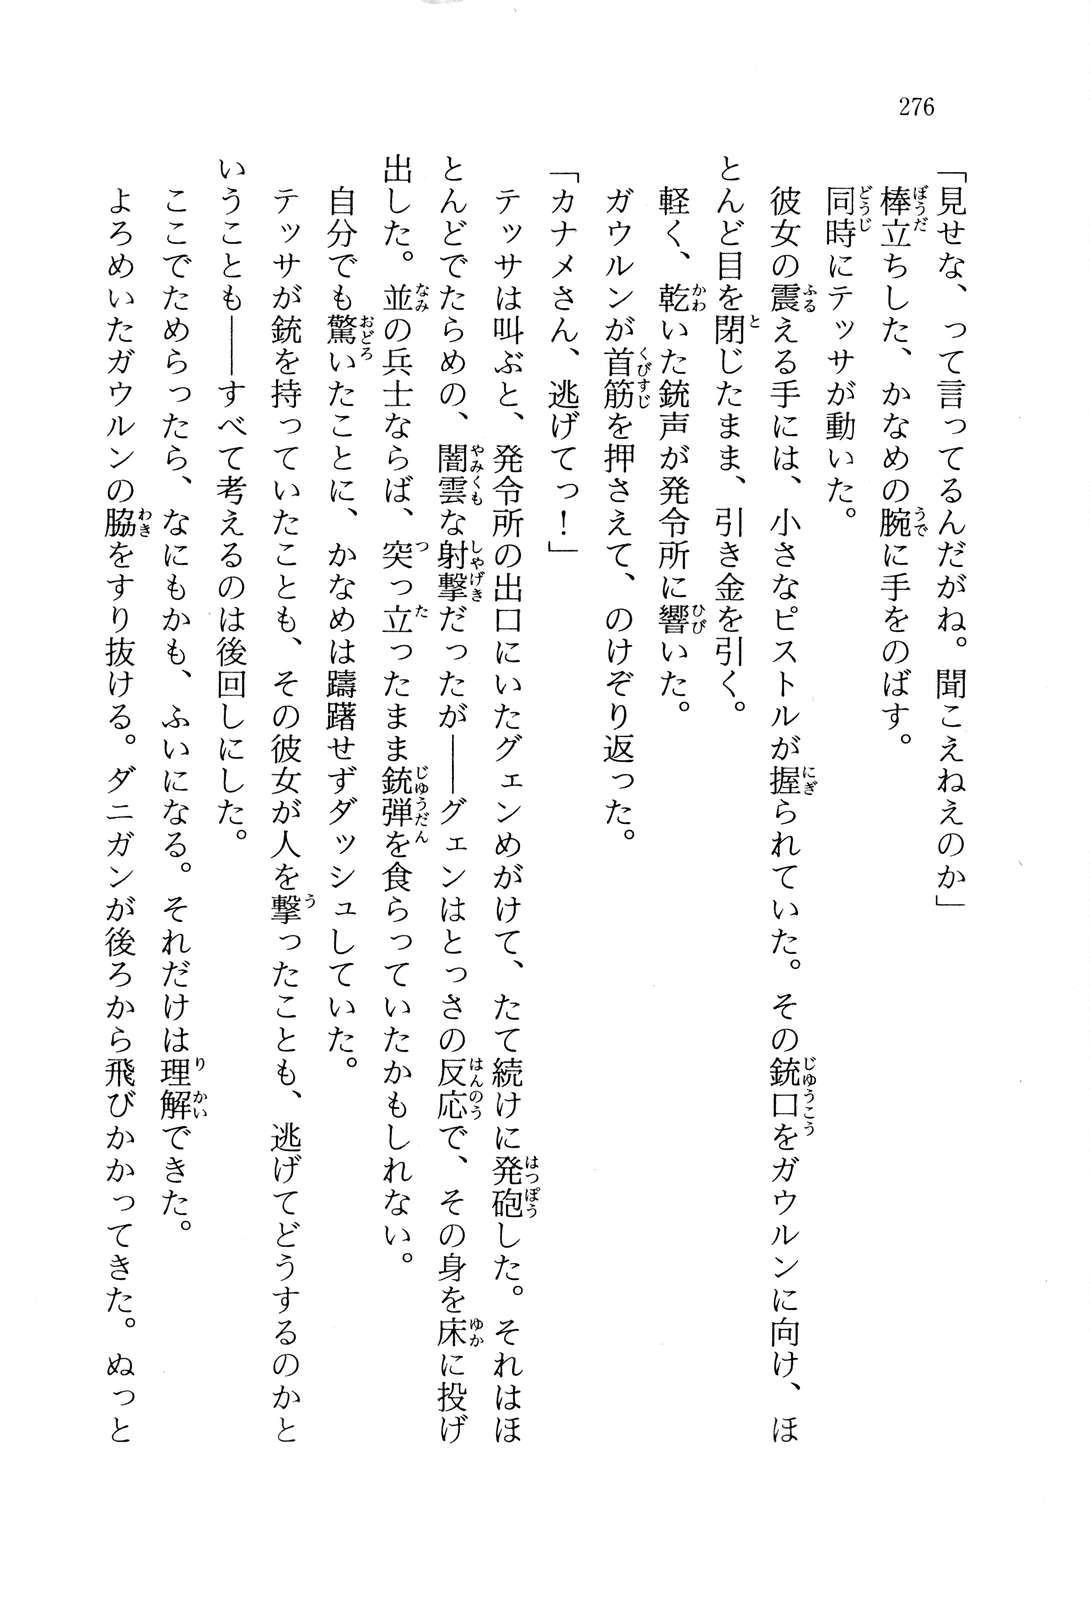 276
「見せな、って言ってるんだがね。聞こえねえのか」
棒立ちした、かなめの腕に手をのばす。
同時にテッサが動いた。
彼女の震える手には、小さなピストルが握られていた。その銃口をガウルンに向け、ほ
とんど目を閉じたまま、引き金を引く。
軽く、乾いた銃声が発令所に響いた。
ガウルンが首筋を押さえて、のけぞり返った。
「カナメさん、逃げてっ！」
テッサは叫ぶと、発令所の出口にいたグェンめがけて、たて続けに発砲した。それはほ
とんどでたらめの、闇雲な射撃だったが――グェンはとっさの反応で、その身を床に投げ
出した。並の兵士ならば、突っ立ったまま銃弾を食らっていたかもしれない。
自分でも驚いたことに、かなめは躊躇せずダッシュしていた。
テッサが銃を持っていたことも、その彼女が人を撃ったことも、逃げてどうするのかと
いうことも――すべて考えるのは後回しにした。
ここでためらったら、なにもかも、ふいになる。それだけは理解できた。
よろめいたガウルンの脇をすり抜ける。ダニガンが後ろから飛びかかってきた。ぬっと